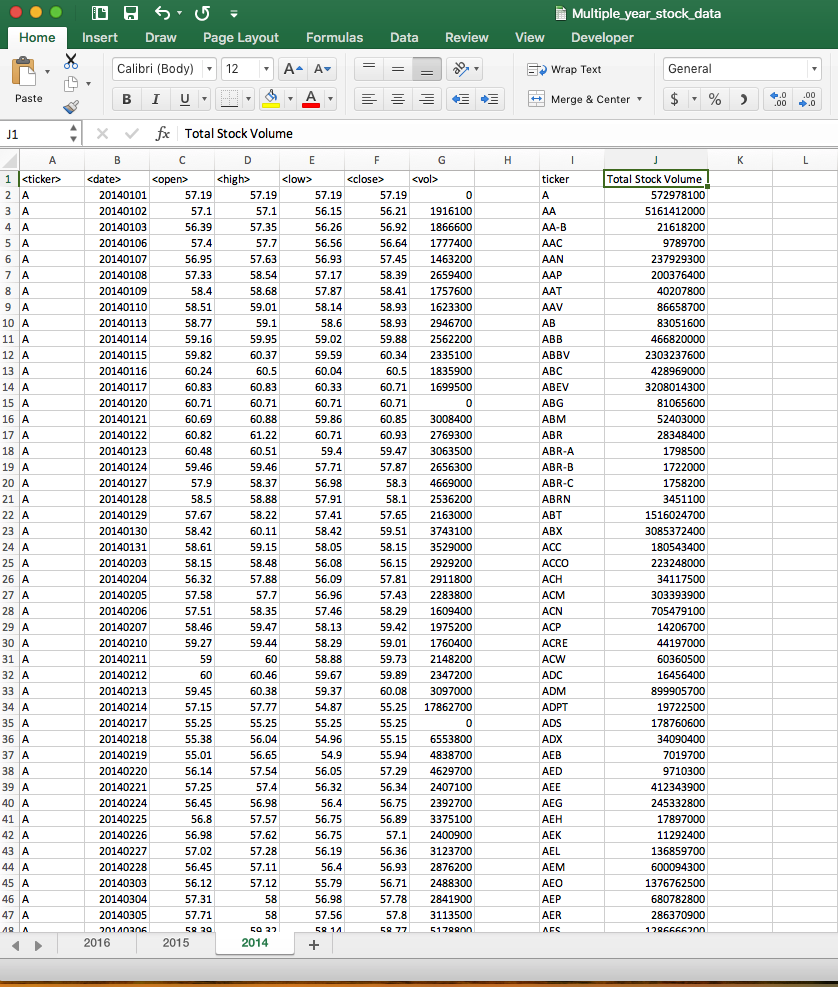 Multiple_year_stock_data
Home Insert Draw Page Layout Formulas Data Review View Developer
Calibri (Body) 12 A A Wrap Text General
Paste B I U A Merge & Center $ % .0 .00 .00 .0
J1 fx Total Stock Volume
A B C D E F G H I J K L
1 <ticker> <date> <open> <high> <low> <close> <vol> ticker Total Stock Volume
2 A 20140101 57.19 57.19 57.19 57.19 0 A 572978100
3 A 20140102 57.1 57.1 56.15 56.21 1916100 AA 5161412000
4 A 20140103 56.39 57.35 56.26 56.92 1866600 AA-B 21618200
5 A 20140106 57.4 57.7 56.56 56.64 1777400 AAC 9789700
6 A 20140107 56.95 57.63 56.93 57.45 1463200 AAN 237929300
7 A 20140108 57.33 58.54 57.17 58.39 2659400 AAP 200376400
8 A 20140109 58.4 58.68 57.87 58.41 1757600 AAT 40207800
9 A 20140110 58.51 59.01 58.14 58.93 1623300 AAV 86658700
10 A 20140113 58.77 59.1 58.6 58.93 2946700 AB 83051600
11 A 20140114 59.16 59.95 59.02 59.88 2562200 ABB 466820000
12 A 20140115 59.82 60.37 59.59 60.34 2335100 ABBV 2303237600
13 A 20140116 60.24 60.5 60.04 60.5 1835900 ABC 428969000
14 A 20140117 60.83 60.83 60.33 60.71 1699500 ABEV 3208014300
15 A 20140120 60.71 60.71 60.71 60.71 0 ABG 81065600
16 A 20140121 60.69 60.88 59.86 60.85 3008400 ABM 52403000
17 A 20140122 60.82 61.22 60.71 60.93 2769300 ABR 28348400
18 A 20140123 60.48 60.51 59.4 59.47 3063500 ABR-A 1798500
19 A 20140124 59.46 59.46 57.71 57.87 2656300 ABR-B 1722000
20 A 20140127 57.9 58.37 56.98 58.3 4669000 ABR-C 1758200
21 A 20140128 58.5 58.88 57.91 58.1 2536200 ABRN 3451100
22 A 20140129 57.67 58.22 57.41 57.65 2163000 ABT 1516024700
23 A 20140130 58.42 60.11 58.42 59.51 3743100 ABX 3085372400
24 A 20140131 58.61 59.15 58.05 58.15 3529000 ACC 180543400
25 A 20140203 58.15 58.48 56.08 56.15 2929200 ACCO 223248000
26 A 20140204 56.32 57.88 56.09 57.81 2911800 ACH 34117500
27 A 20140205 57.58 57.7 56.96 57.43 2283800 ACM 303393900
28 A 20140206 57.51 58.35 57.46 58.29 1609400 ACN 705479100
29 A 20140207 58.46 59.47 58.13 59.42 1975200 ACP 14206700
30 A 20140210 59.27 59.44 58.29 59.01 1760400 ACRE 44197000
31 A 20140211 59 60 58.88 59.73 2148200 ACW 60360500
32 A 20140212 60 60.46 59.67 59.89 2347200 ADC 16456400
33 A 20140213 59.45 60.38 59.37 60.08 3097000 ADM 899905700
34 A 20140214 57.15 57.77 54.87 55.25 17862700 ADPT 19722500
35 A 20140217 55.25 55.25 55.25 55.25 0 ADS 178760600
36 A 20140218 55.38 56.04 54.96 55.15 6553800 ADX 34090400
37 A 20140219 55.01 56.65 54.9 55.94 4838700 AEB 7019700
38 A 20140220 56.14 57.54 56.05 57.29 4629700 AED 9710300
39 A 20140221 57.25 57.4 56.32 56.34 2407100 AEE 412343900
40 A 20140224 56.45 56.98 56.4 56.75 2392700 AEG 245332800
41 A 20140225 56.8 57.57 56.75 56.89 3375100 AEH 17897000
42 A 20140226 56.98 57.62 56.75 57.1 2400900 AEK 11292400
43 A 20140227 57.02 57.28 56.19 56.36 3123700 AEL 136859700
44 A 20140228 56.45 57.11 56.4 56.93 2876200 AEM 600094300
45 A 20140303 56.12 57.12 55.79 56.71 2488300 AEO 1376762500
46 A 20140304 57.31 58 56.98 57.78 2841900 AEP 680782800
47 A 20140305 57.71 58 57.56 57.8 3113500 AER 286370900
48 A 20140306 58.39 59.32 58.14 58.77 5178800 AES 1286666200
2016 2015 2014 +